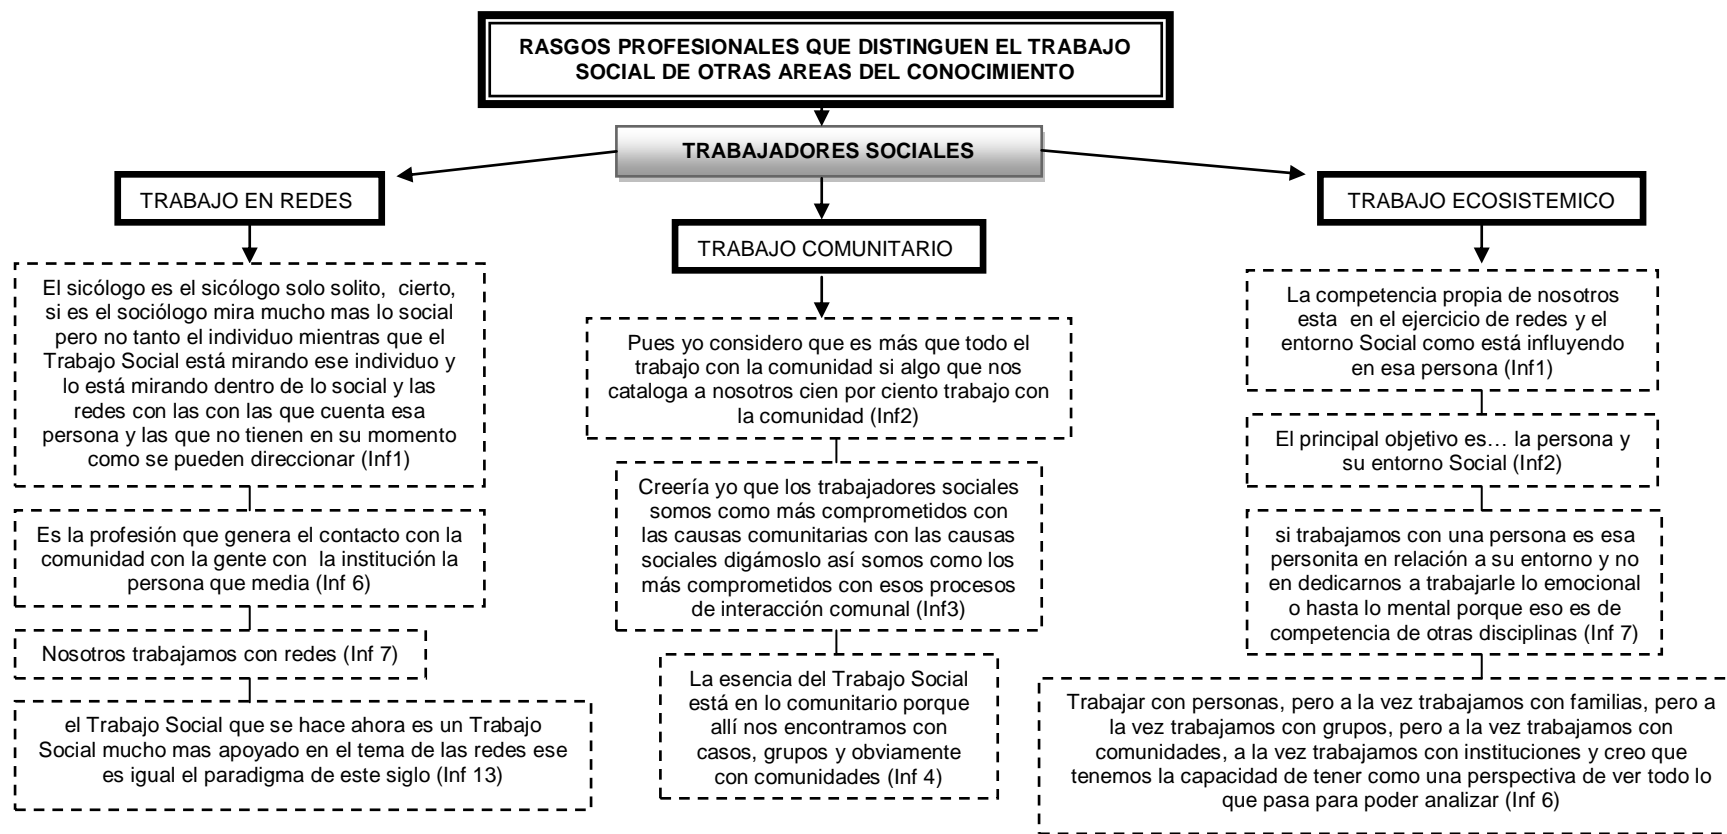 RASGOS PROFESIONALES QUE DISTINGUEN EL TRABAJO
SOCIAL DE OTRAS AREAS DEL CONOCIMIENTO
TRABAJADORES SOCIALES
TRABAJO EN REDES
El sicólogo es el sicólogo solo solito, cierto,
si es el sociólogo mira mucho mas lo social
pero no tanto el individuo mientras que el
Trabajo Social está mirando ese individuo y
lo está mirando dentro de lo social y las
redes con las con las que cuenta esa
persona y las que no tienen en su momento
como se pueden direccionar (Inf1)
Es la profesión que genera el contacto con la
comunidad con la gente con la institución la
persona que media (Inf 6)
Nosotros trabajamos con redes (Inf 7)
el Trabajo Social que se hace ahora es un Trabajo
Social mucho mas apoyado en el tema de las redes ese
es igual el paradigma de este siglo (Inf 13)
TRABAJO COMUNITARIO
Pues yo considero que es más que todo el
trabajo con la comunidad si algo que nos
cataloga a nosotros cien por ciento trabajo con
la comunidad (Inf2)
Creería yo que los trabajadores sociales
somos como más comprometidos con
las causas comunitarias con las causas
sociales digámoslo así somos como los
más comprometidos con esos procesos
de interacción comunal (Inf3)
La esencia del Trabajo Social
está en lo comunitario porque
allí nos encontramos con
casos, grupos y obviamente
con comunidades (Inf 4)
TRABAJO ECOSISTEMICO
La competencia propia de nosotros
esta en el ejercicio de redes y el
entorno Social como está influyendo
en esa persona (Inf1)
El principal objetivo es… la persona y
su entorno Social (Inf2)
si trabajamos con una persona es esa
personita en relación a su entorno y no
en dedicarnos a trabajarle lo emocional
o hasta lo mental porque eso es de
competencia de otras disciplinas (Inf 7)
Trabajar con personas, pero a la vez trabajamos con familias, pero a
la vez trabajamos con grupos, pero a la vez trabajamos con
comunidades, a la vez trabajamos con instituciones y creo que
tenemos la capacidad de tener como una perspectiva de ver todo lo
que pasa para poder analizar (Inf 6)